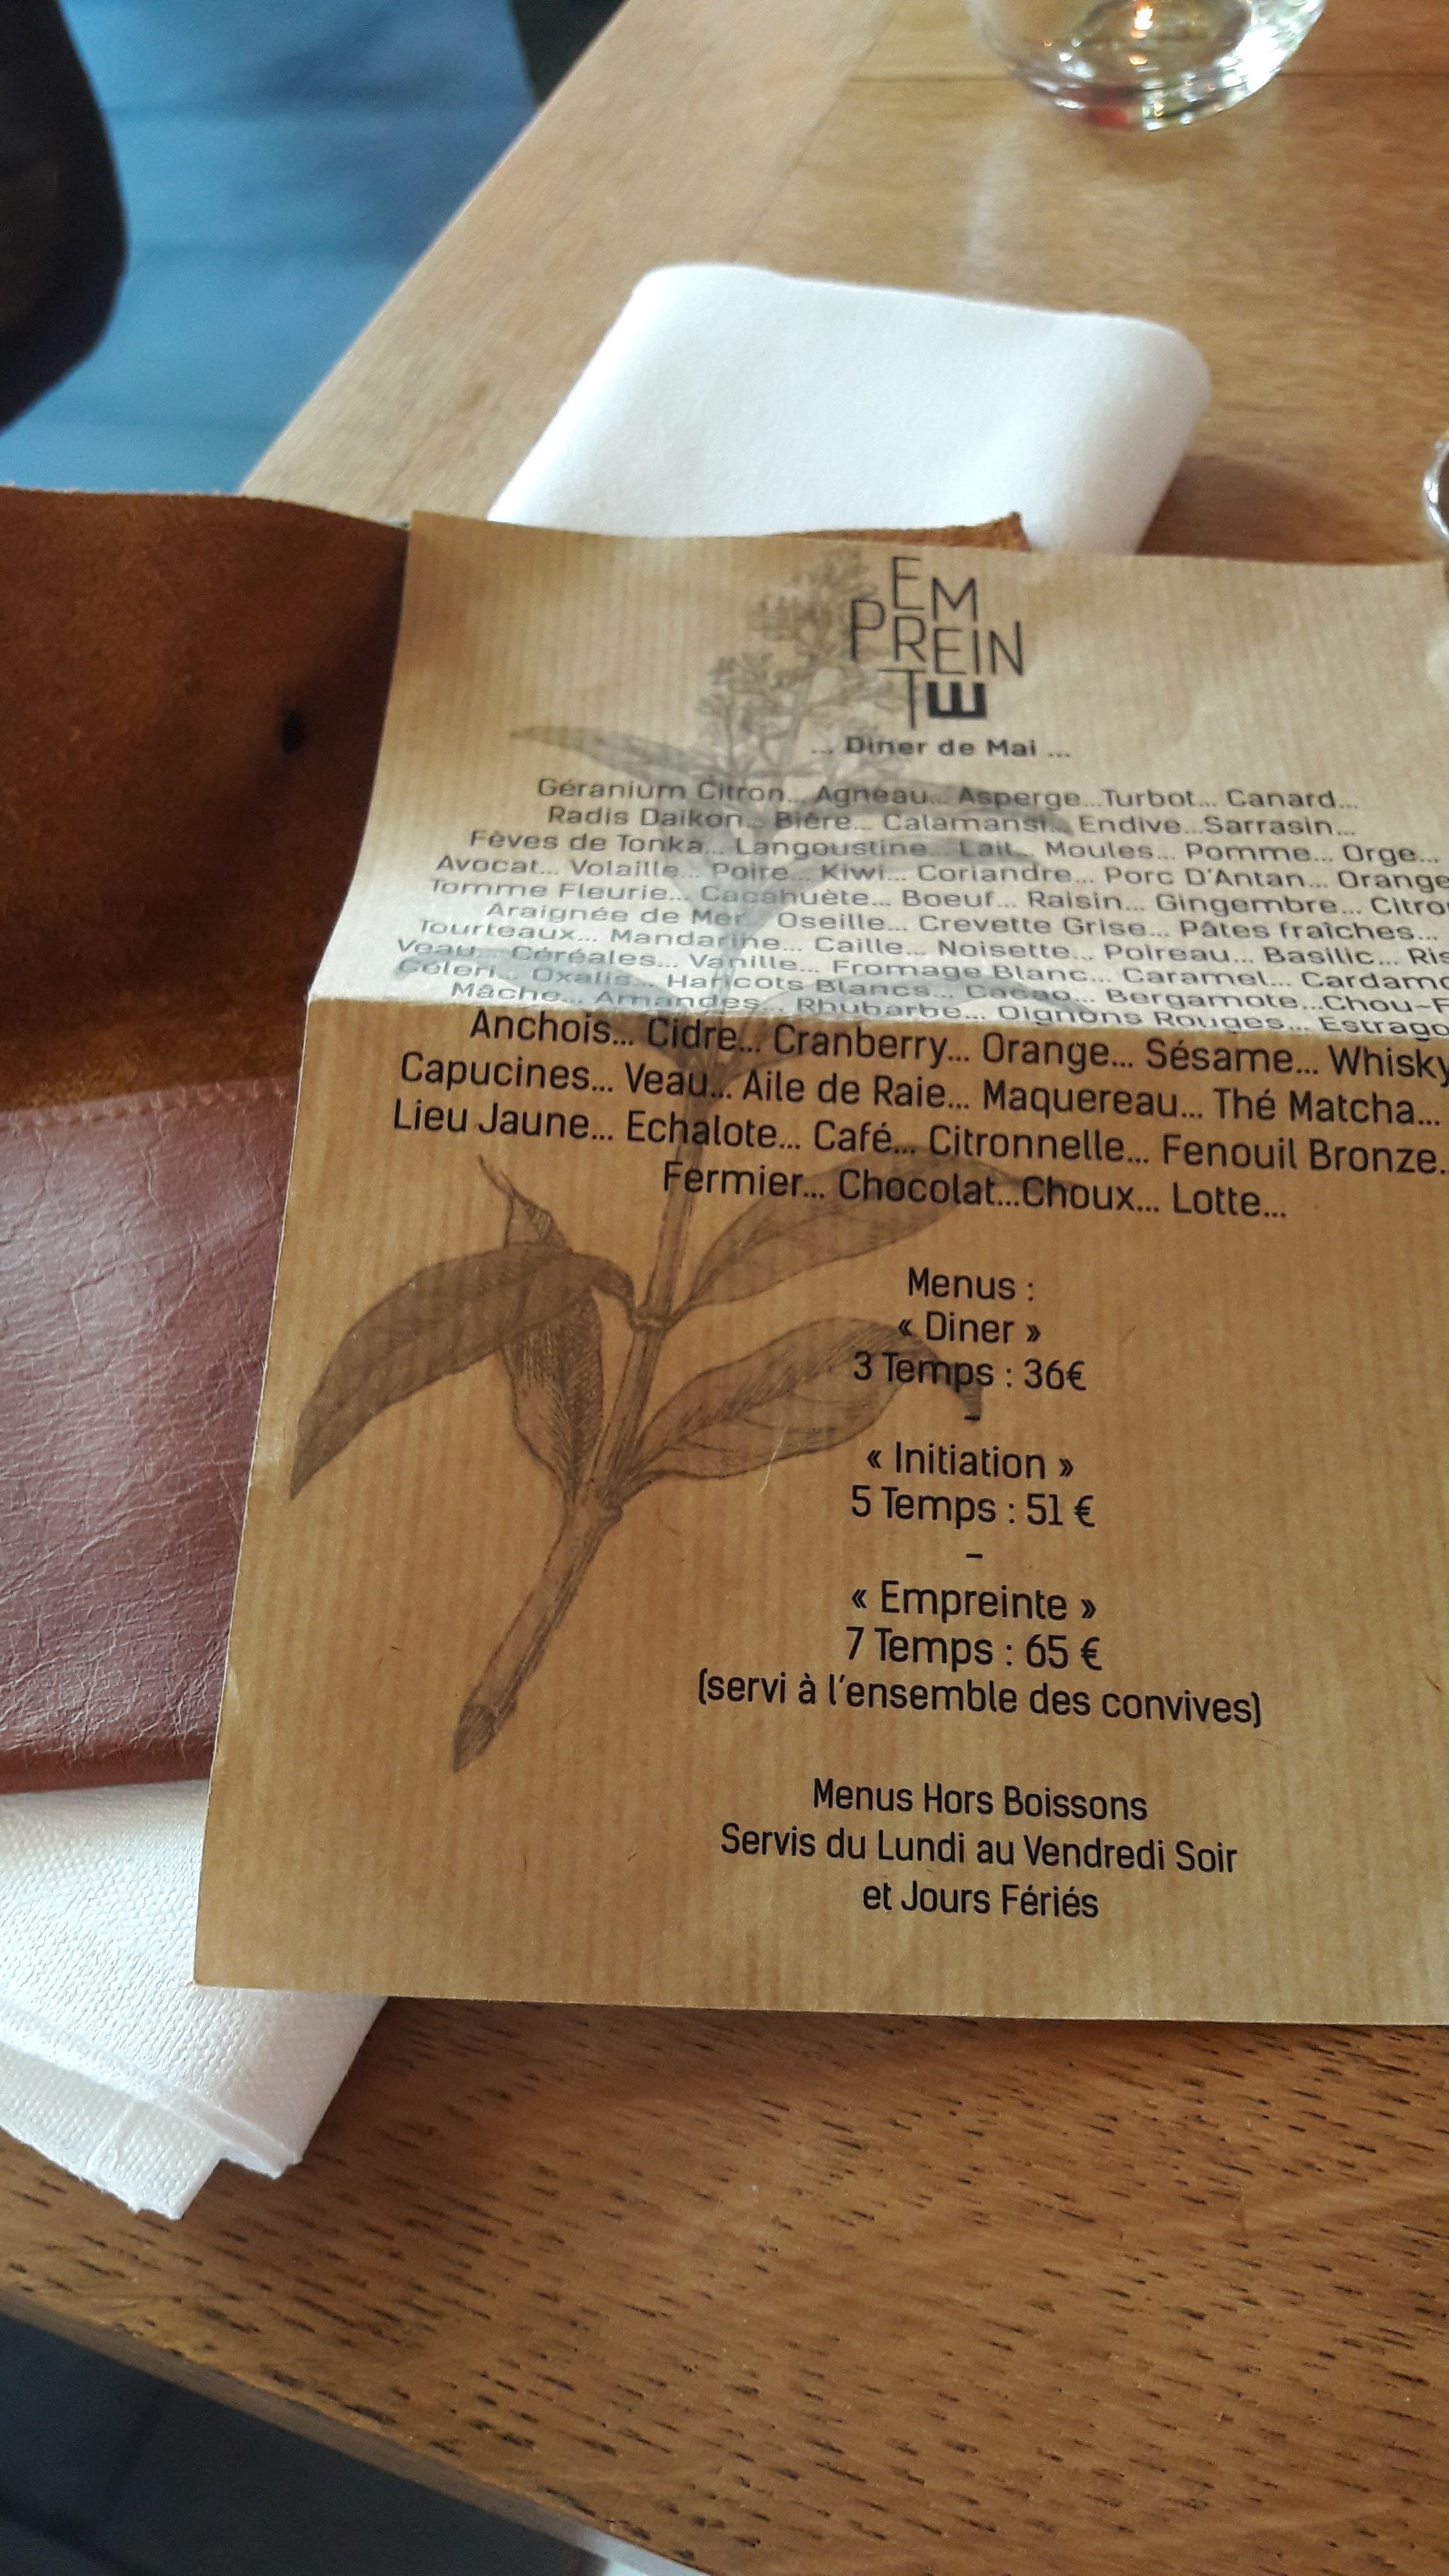 EM
PREIN
TE
... Diner de Mai ...
Géranium Citron... Agneau... Asperge...Turbot... Canard...
Radis Daikon... Bière... Calamansi... Endive...Sarrasin...
Fèves de Tonka... Langoustine... Lait... Moules... Pomme... Orge...
Avocat... Volaille... Poire... Kiwi... Coriandre... Porc D'Antan... Orange
Tomme Fleurie... Cacahuète... Boeuf... Raisin... Gingembre... Citro
Araignée de Mer... Oseille... Crevette Grise... Pâtes fraîches...
Tourteaux... Mandarine... Caille... Noisette... Poireau... Basilic... Ris
Veau... Céréales... Vanille... Fromage Blanc... Caramel... Cardamo
Céleri... Oxalis... Haricots Blancs... Cacao... Bergamote...Chou-F
Mâche... Amandes... Rhubarbe... Oignons Rouges... Estrago
Anchois... Cidre... Cranberry... Orange... Sésame... Whisky
Capucines... Veau... Aile de Raie... Maquereau... Thé Matcha...
Lieu Jaune... Echalote... Café... Citronnelle... Fenouil Bronze.
Fermier... Chocolat...Choux... Lotte...
Menus :
« Diner »
3 Temps : 36€
-
« Initiation »
5 Temps : 51 €
-
« Empreinte »
7 Temps : 65 €
(servi à l'ensemble des convives)
Menus Hors Boissons
Servis du Lundi au Vendredi Soir
et Jours Fériés